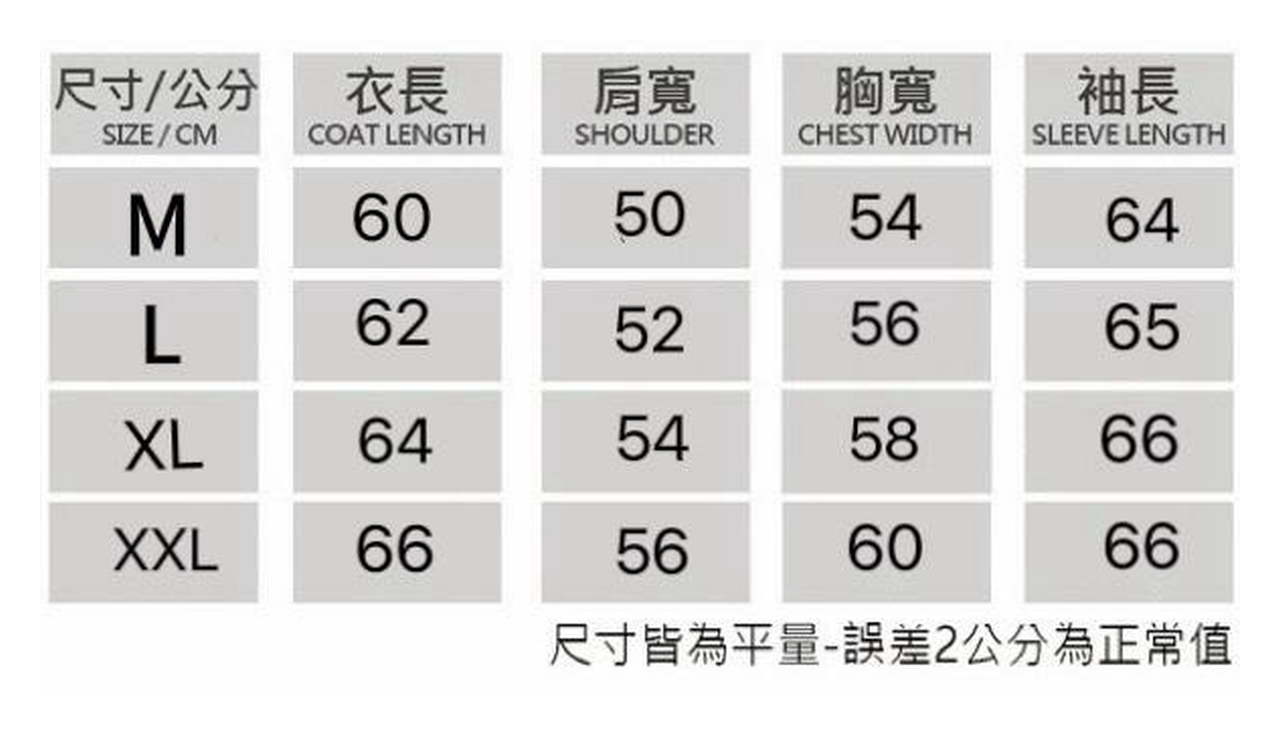 尺寸/公分 衣長 肩寬 胸寬 袖長
SIZE / CM COAT LENGTH SHOULDER CHEST WIDTH SLEEVE LENGTH
M 60 50 54 64
L 62 52 56 65
XL 64 54 58 66
XXL 66 56 60 66
尺寸皆為平量-誤差2公分為正常值